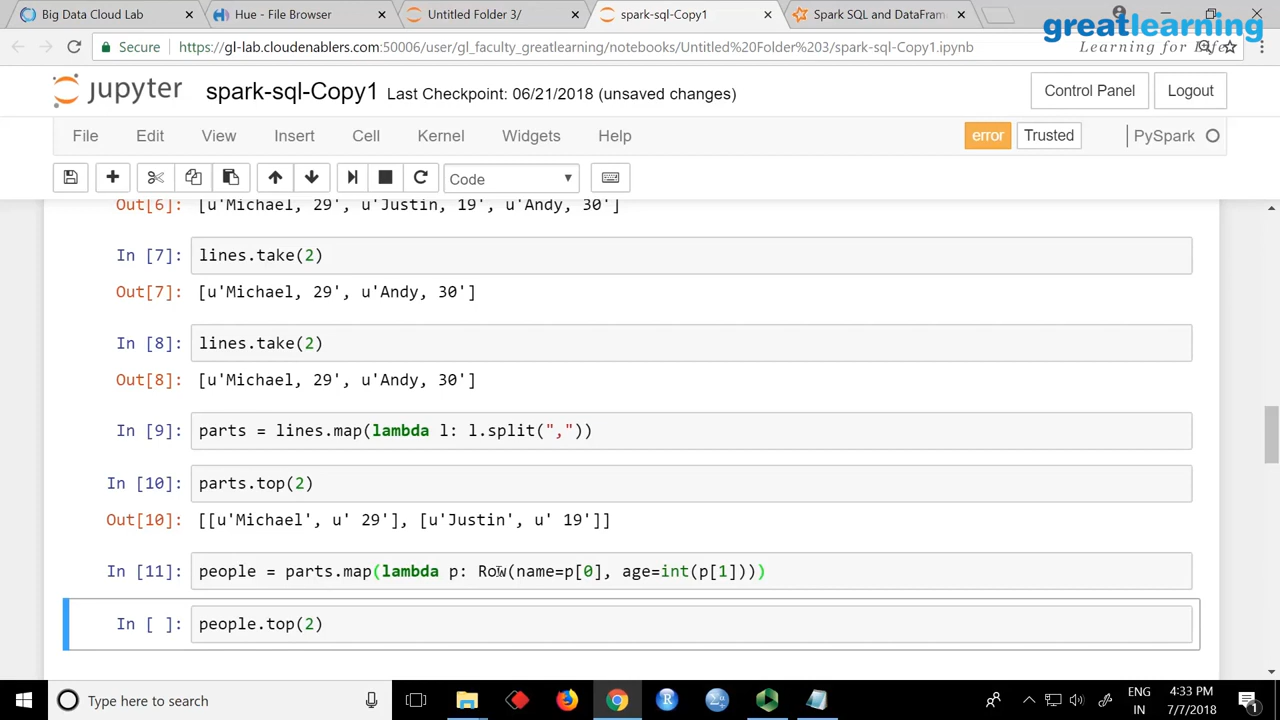 Big Data Cloud Lab
Hue - File Browser
Untitled Folder 3/
spark-sql-Copy1
Spark SQL and DataFram
greatlearning
Learning for Life
Secure
https://gl-lab.cloudenablers.com:50006/user/gl_faculty_greatlearning/notebooks/Untitled%20Folder%203/spark-sql-Copy1.ipynb
jupyter spark-sql-Copy1 Last Checkpoint: 06/21/2018 (unsaved changes)
Control Panel
Logout
File Edit View Insert Cell Kernel Widgets Help
error Trusted PySpark
Code
Out[6]: [u'Michael, 29', u'Justin, 19', u'Andy, 30']
In [7]: lines.take(2)
Out[7]: [u'Michael, 29', u'Andy, 30']
In [8]: lines.take(2)
Out[8]: [u'Michael, 29', u'Andy, 30']
In [9]: parts = lines.map(lambda l: l.split(","))
In [10]: parts.top(2)
Out[10]: [[u'Michael', u' 29'], [u'Justin', u' 19']]
In [11]: people = parts.map(lambda p: Row(name=p[0], age=int(p[1])))
In [ ]: people.top(2)
Type here to search
ENG
IN
4:33 PM
7/7/2018
1